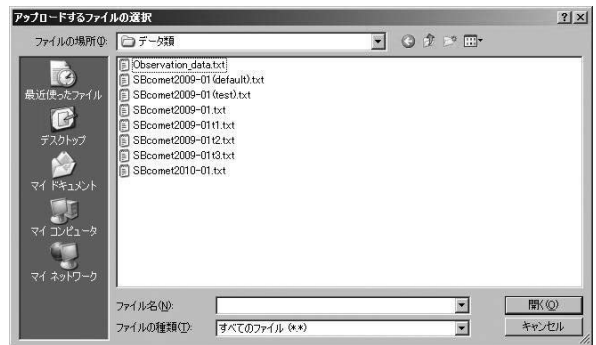 アップロードするファイルの選択
ファイルの場所(I):
データ類
Observation_data.txt
SBcomet2009-01(default).txt
SBcomet2009-01(test).txt
SBcomet2009-01.txt
SBcomet2009-01t1.txt
SBcomet2009-01t2.txt
SBcomet2009-01t3.txt
SBcomet2010-01.txt
最近使ったファイル
デスクトップ
マイ ドキュメント
マイ コンピュータ
マイ ネットワーク
ファイル名(N):
開く(O)
ファイルの種類(T):
すべてのファイル (*.*)
キャンセル